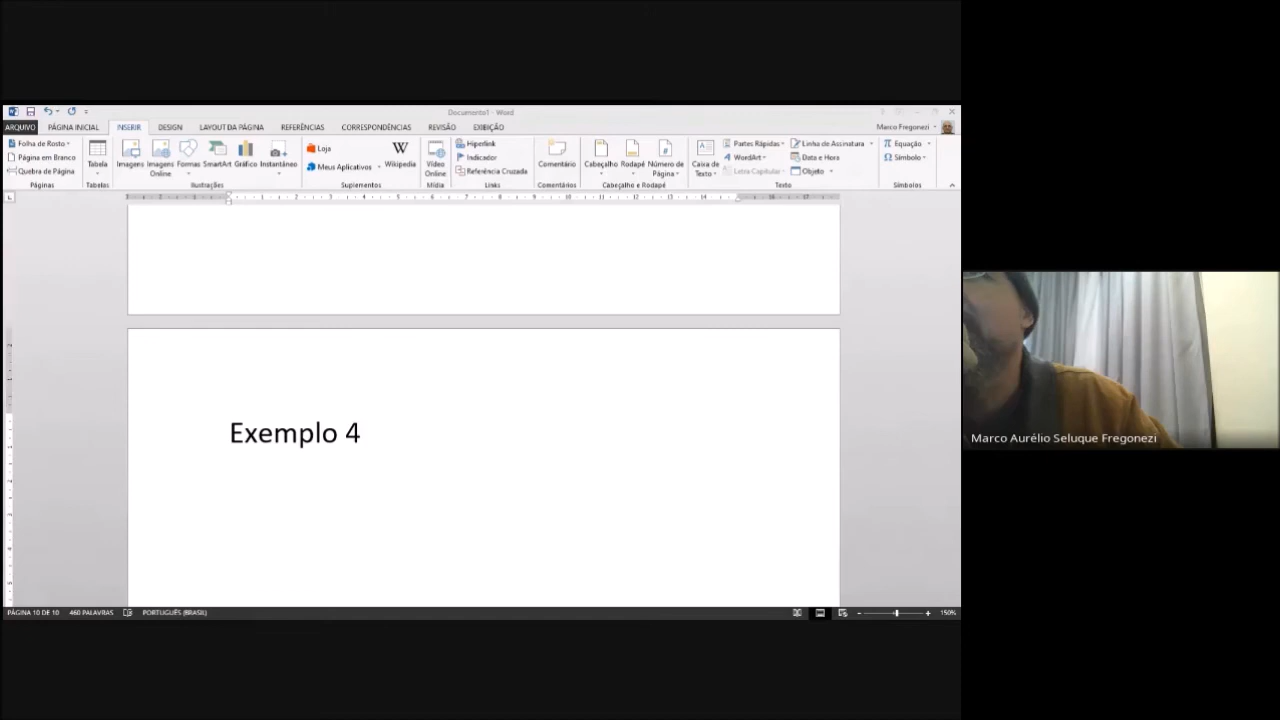 Documento1 - Word
ARQUIVO PÁGINA INICIAL INSERIR DESIGN LAYOUT DA PÁGINA REFERÊNCIAS CORRESPONDÊNCIAS REVISÃO EXIBIÇÃO Marco Fregonezi
Folha de Rosto
Página em Branco
Quebra de Página
Páginas
Tabela
Tabelas
Imagens
Imagens Online
Formas
SmartArt
Gráfico
Instantâneo
Ilustrações
Loja
Meus Aplicativos
Wikipedia
Suplementos
Vídeo Online
Mídia
Hiperlink
Indicador
Referência Cruzada
Links
Comentário
Comentários
Cabeçalho
Rodapé
Número de Página
Cabeçalho e Rodapé
Caixa de Texto
Partes Rápidas
WordArt
Letra Capitular
Linha de Assinatura
Data e Hora
Objeto
Texto
Equação
Símbolo
Símbolos
Exemplo 4
PÁGINA 10 DE 10 460 PALAVRAS PORTUGUÊS (BRASIL) 150%
Marco Aurélio Seluque Fregonezi